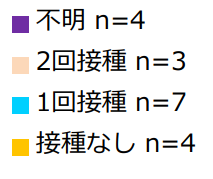 不明 n=4
2回接種 n=3
1回接種 n=7
接種なし n=4